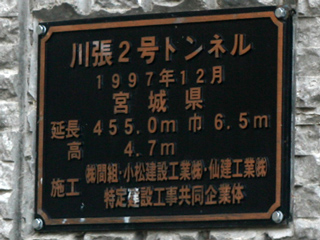 川張2号トンネル
1997年12月
宮城県
延長 455.0m 巾 6.5m
高 4.7m
施工 ㈱間組・小松建設工業㈱・仙建工業㈱
特定建設工事共同企業体